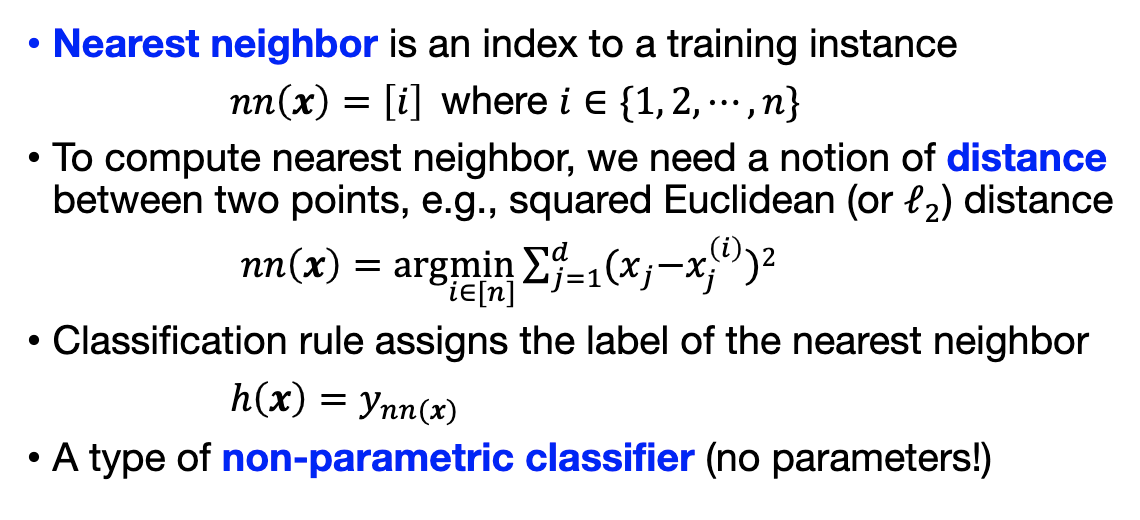 • Nearest neighbor is an index to a training instance
nn(x) = [i] where i ∈ {1, 2, ⋯, n}
• To compute nearest neighbor, we need a notion of distance
between two points, e.g., squared Euclidean (or ℓ₂) distance
nn(x) = argmin_{i∈[n]} ∑_{j=1}^{d} (x_j − x_j^{(i)})²
• Classification rule assigns the label of the nearest neighbor
h(x) = y_{nn(x)}
• A type of non-parametric classifier (no parameters!)